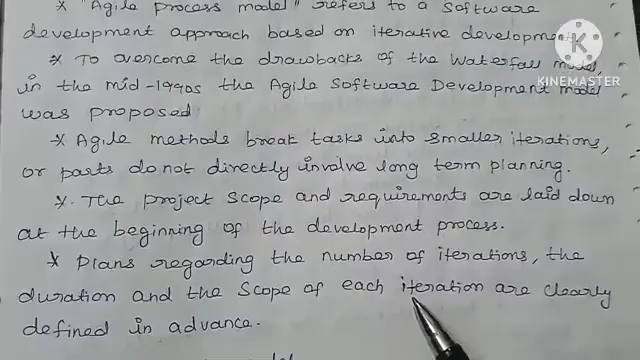 * "Agile process model" refers to a Software
development approach based on iterative development.
* To overcome the drawbacks of the Waterfall model,
in the mid-1990s the Agile Software Development model
was proposed.
* Agile methods break tasks into smaller iterations,
or parts do not directly involve long term planning.
* The project scope and requirements are laid down
at the beginning of the development process.
* Plans regarding the number of iterations, the
duration and the scope of each iteration are clearly
defined in advance.
KINEMASTER